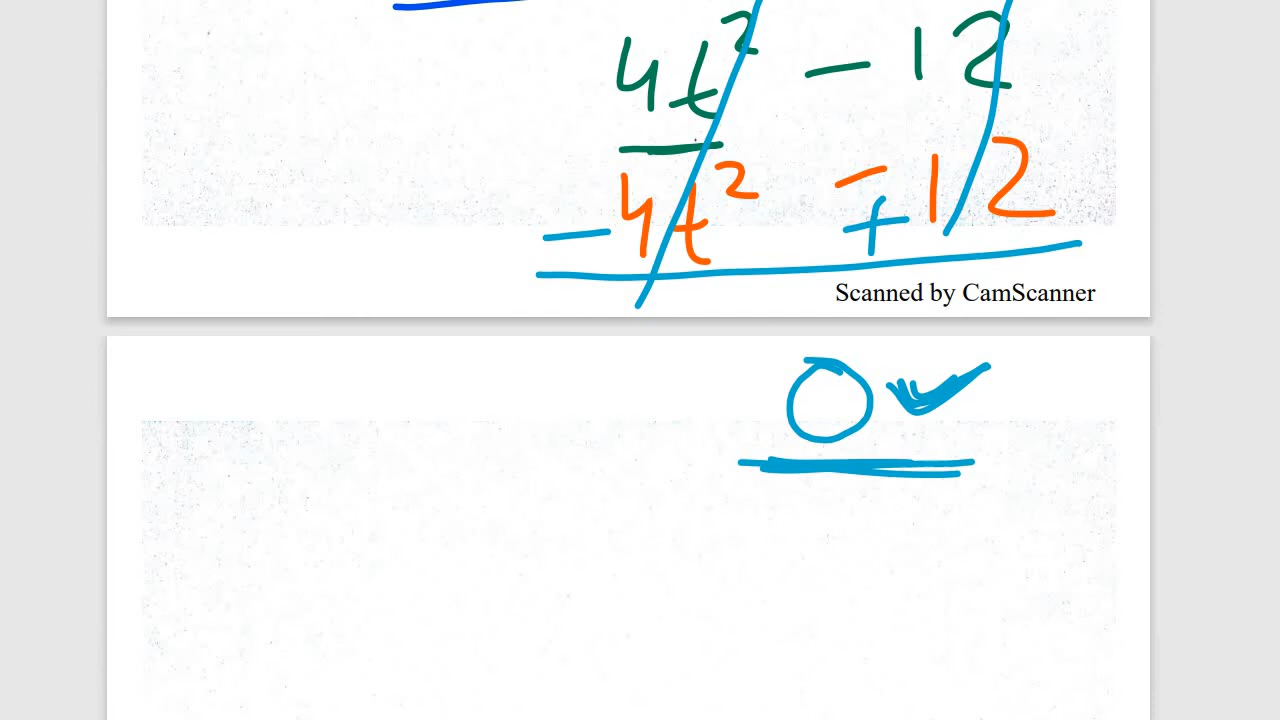 4t² - 12
4t² - 12
- +
Scanned by CamScanner
0